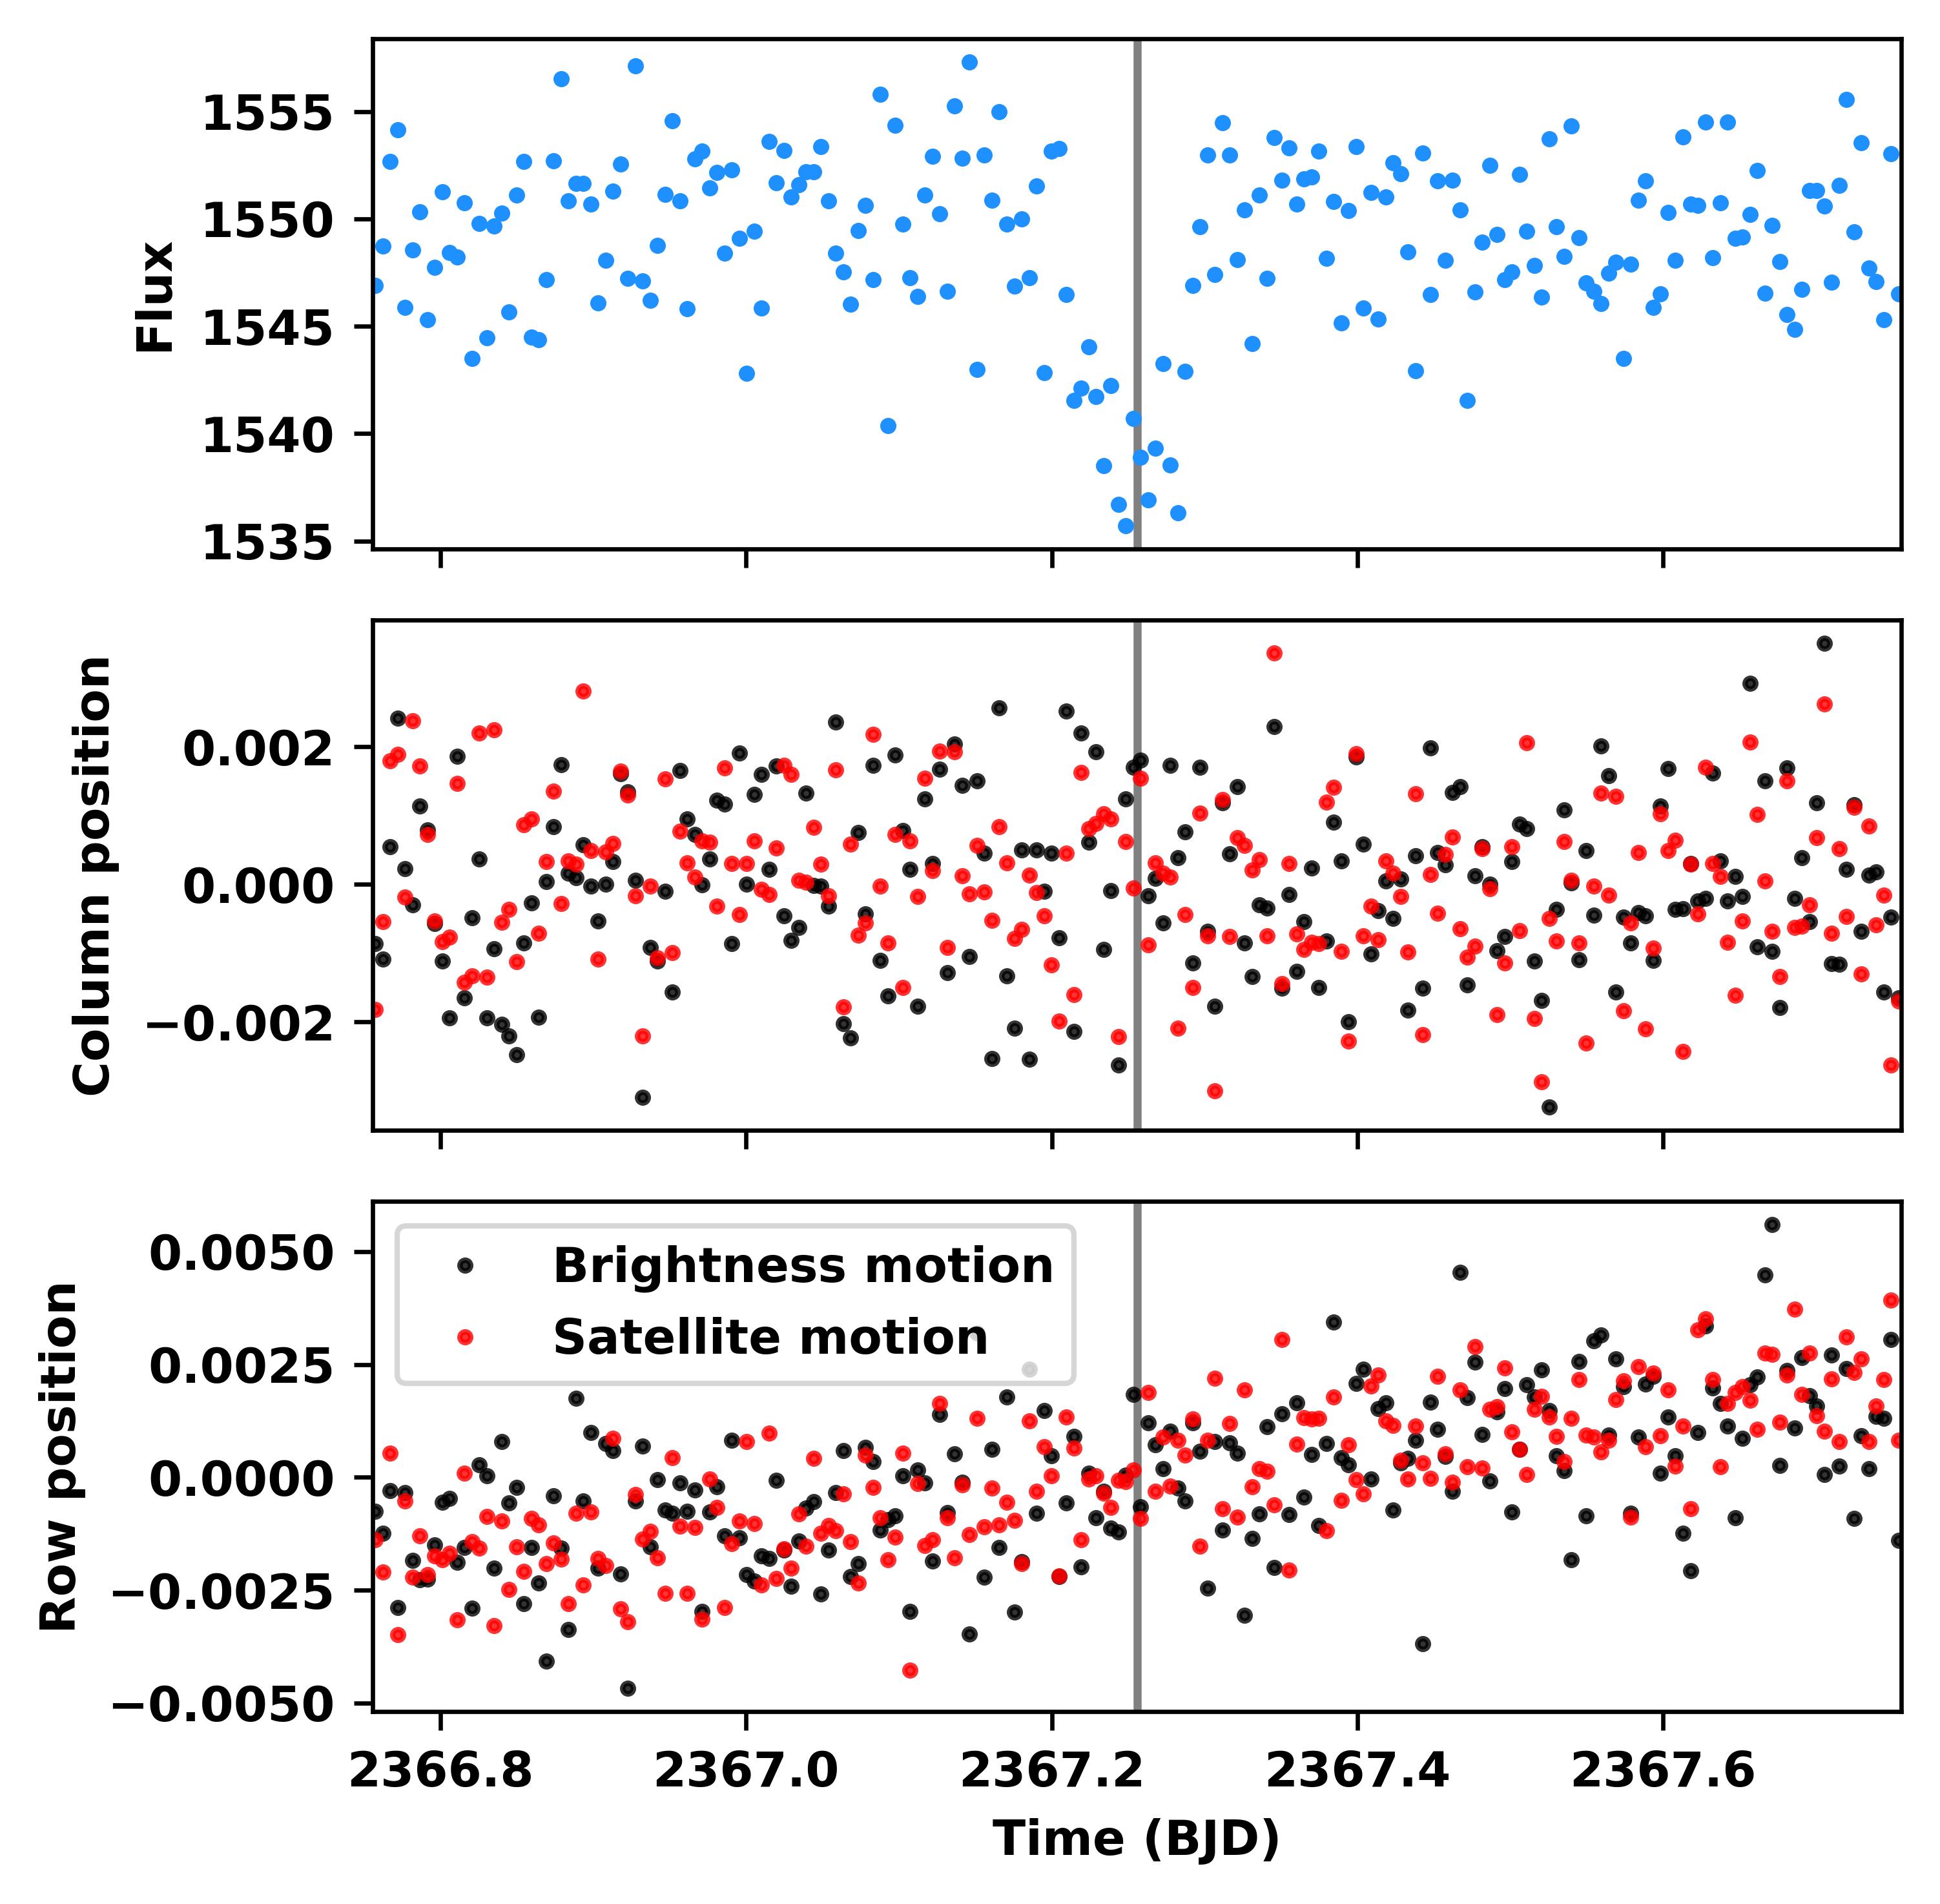 Flux
1555
1550
1545
1540
1535
Column position
0.002
0.000
−0.002
Row position
0.0050
0.0025
0.0000
−0.0025
−0.0050
Brightness motion
Satellite motion
2366.8 2367.0 2367.2 2367.4 2367.6
Time (BJD)